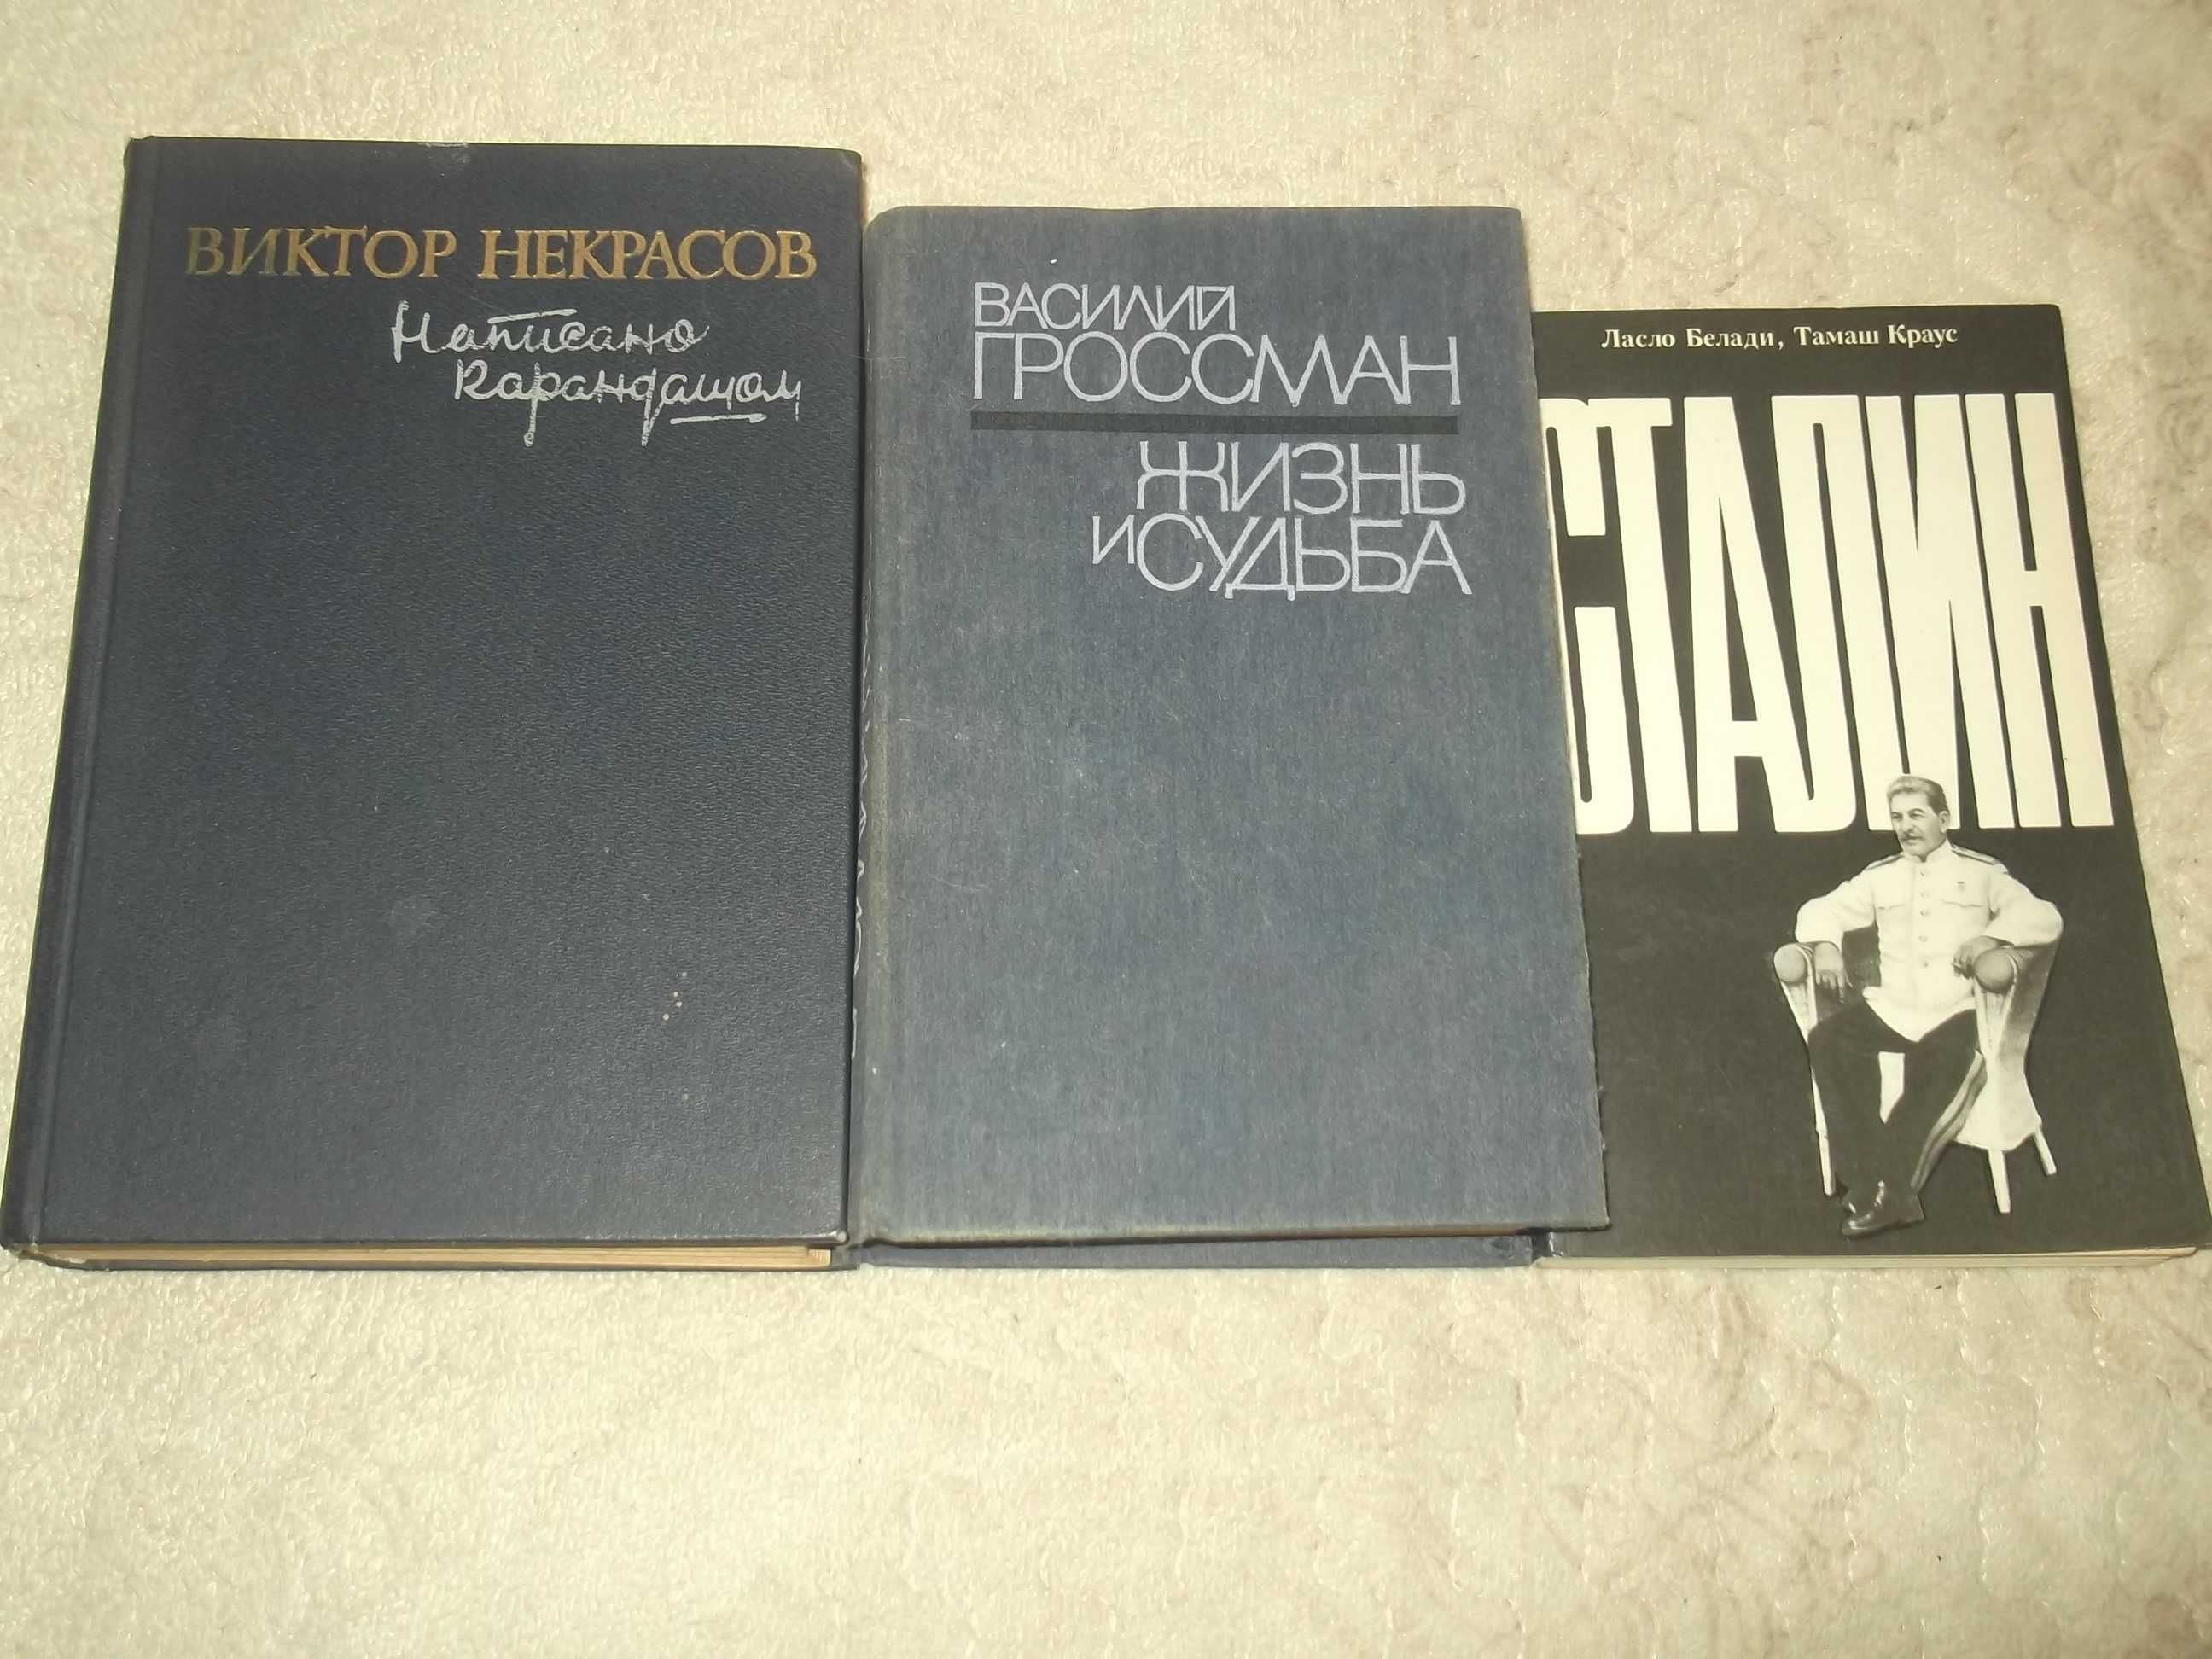 ВИКТОР НЕКРАСОВ
Написано
карандашом
ВАСИЛИЙ
ГРОССМАН
ЖИЗНЬ
И СУДЬБА
Ласло Белади, Тамаш Краус
СТАЛИН